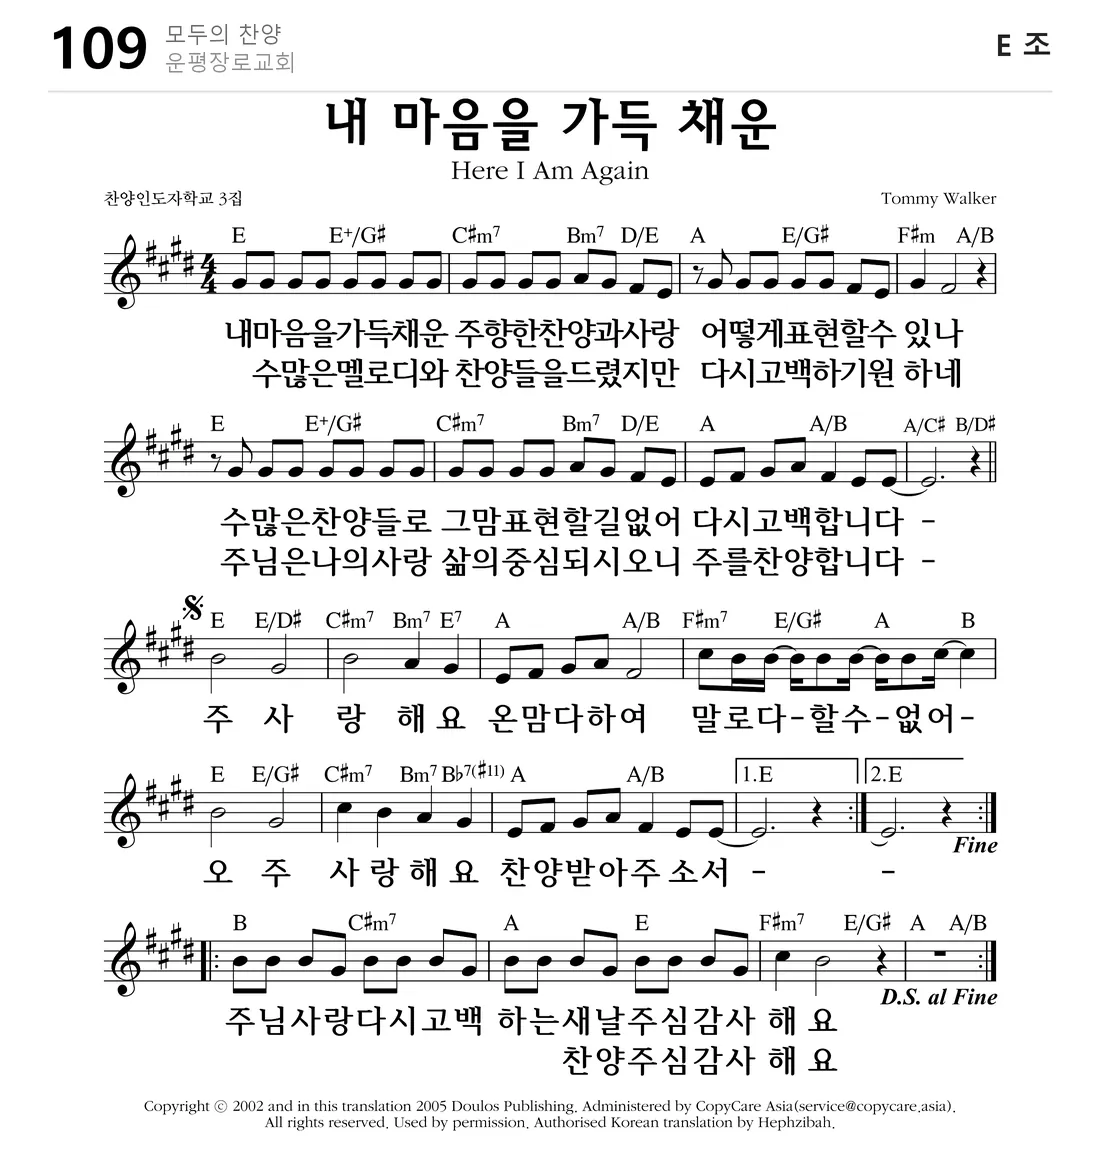 109 모두의 찬양
운평장로교회
E 조
내 마음을 가득 채운
Here I Am Again
찬양인도자학교 3집
Tommy Walker
E E+/G♯ C♯m7 Bm7 D/E A E/G♯ F♯m A/B
내마음을가득채운 주향한찬양과사랑 어떻게표현할수 있나
수많은멜로디와 찬양들을드렸지만 다시고백하기원 하네
E E+/G♯ C♯m7 Bm7 D/E A A/B A/C♯ B/D♯
수많은찬양들로 그맘표현할길없어 다시고백합니다 -
주님은나의사랑 삶의중심되시오니 주를찬양합니다 -
E E/D♯ C♯m7 Bm7 E7 A A/B F♯m7 E/G♯ A B
주 사 랑 해 요 온맘다하여 말로다-할수-없어-
E E/G♯ C♯m7 Bm7 B♭7(♯11) A A/B 1.E 2.E
Fine
오 주 사 랑 해 요 찬양받아주소서 - -
B C♯m7 A E F♯m7 E/G♯ A A/B
D.S. al Fine
주님사랑다시고백 하는새날주심감사 해 요
찬양주심감사 해 요
Copyright ⓒ 2002 and in this translation 2005 Doulos Publishing. Administered by CopyCare Asia(service@copycare.asia).
All rights reserved. Used by permission. Authorised Korean translation by Hephzibah.